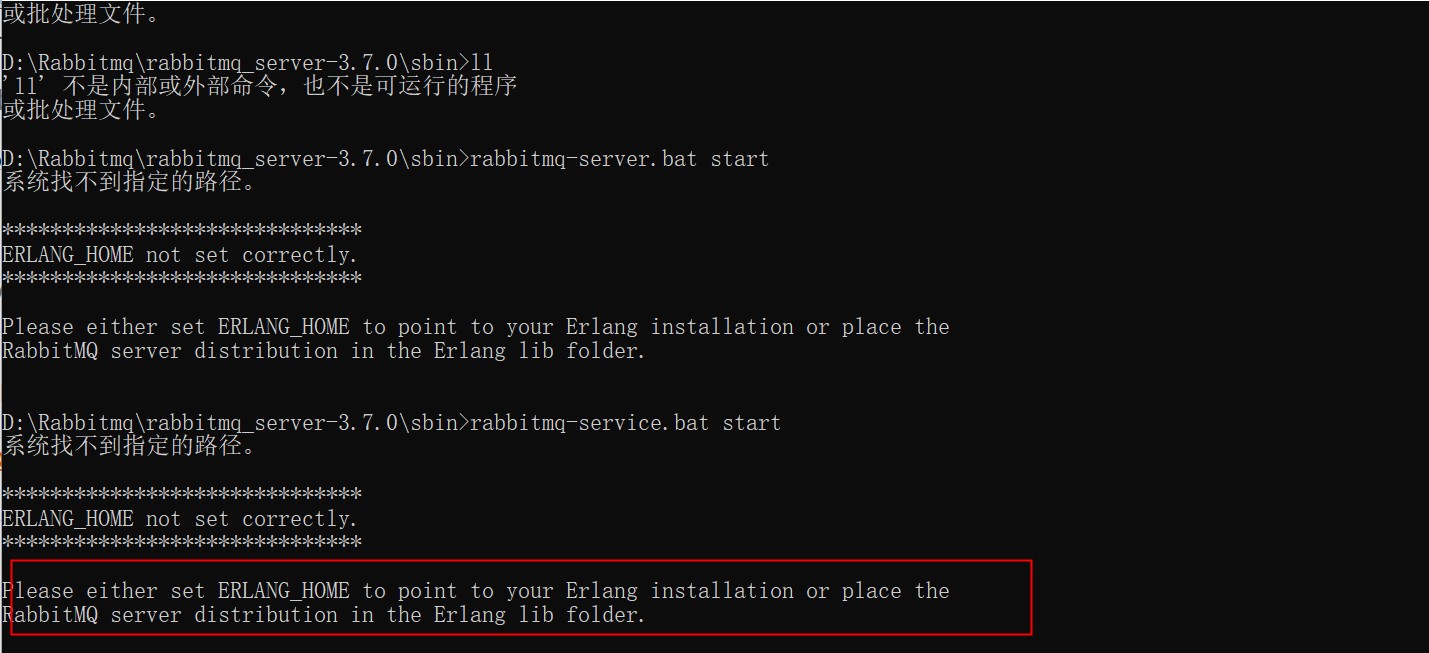 或批处理文件。
D:\Rabbitmq\rabbitmq_server-3.7.0\sbin>ll
'll' 不是内部或外部命令，也不是可运行的程序
或批处理文件。
D:\Rabbitmq\rabbitmq_server-3.7.0\sbin>rabbitmq-server.bat start
系统找不到指定的路径。
******************************
ERLANG_HOME not set correctly.
******************************
Please either set ERLANG_HOME to point to your Erlang installation or place the
RabbitMQ server distribution in the Erlang lib folder.
D:\Rabbitmq\rabbitmq_server-3.7.0\sbin>rabbitmq-service.bat start
系统找不到指定的路径。
******************************
ERLANG_HOME not set correctly.
******************************
Please either set ERLANG_HOME to point to your Erlang installation or place the
RabbitMQ server distribution in the Erlang lib folder.